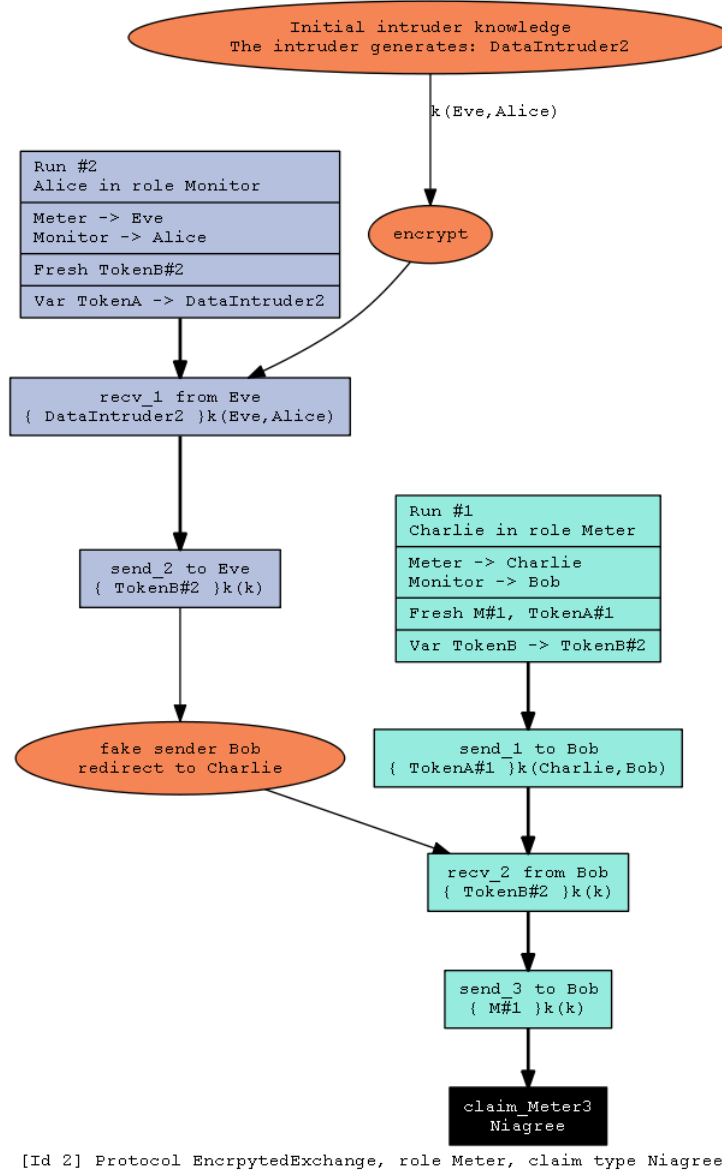 Initial intruder knowledge
The intruder generates: DataIntruder2
k(Eve,Alice)
Run #2
Alice in role Monitor
Meter -> Eve
Monitor -> Alice
Fresh TokenB#2
Var TokenA -> DataIntruder2
encrypt
recv_1 from Eve
{ DataIntruder2 }k(Eve,Alice)
send_2 to Eve
{ TokenB#2 }k(k)
Run #1
Charlie in role Meter
Meter -> Charlie
Monitor -> Bob
Fresh M#1, TokenA#1
Var TokenB -> TokenB#2
fake sender Bob
redirect to Charlie
send_1 to Bob
{ TokenA#1 }k(Charlie,Bob)
recv_2 from Bob
{ TokenB#2 }k(k)
send_3 to Bob
{ M#1 }k(k)
claim_Meter3
Niagree
[Id 2] Protocol EncrpytedExchange, role Meter, claim type Niagree